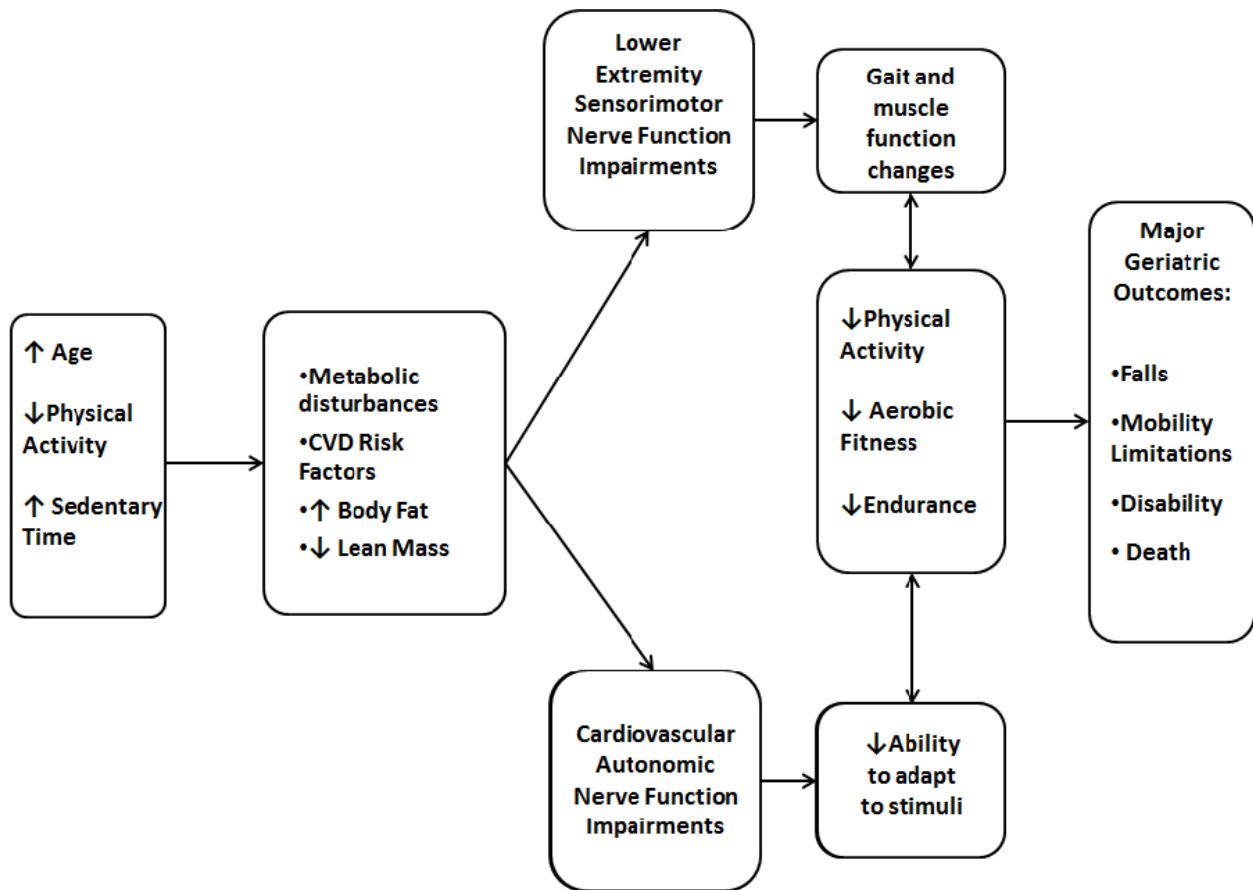 ↑ Age
↓Physical
Activity
↑ Sedentary
Time
•Metabolic
disturbances
•CVD Risk
Factors
•↑ Body Fat
•↓ Lean Mass
Lower
Extremity
Sensorimotor
Nerve Function
Impairments
Cardiovascular
Autonomic
Nerve Function
Impairments
Gait and
muscle
function
changes
↓Physical
Activity
↓ Aerobic
Fitness
↓Endurance
↓Ability
to adapt
to stimuli
Major
Geriatric
Outcomes:
•Falls
•Mobility
Limitations
•Disability
• Death